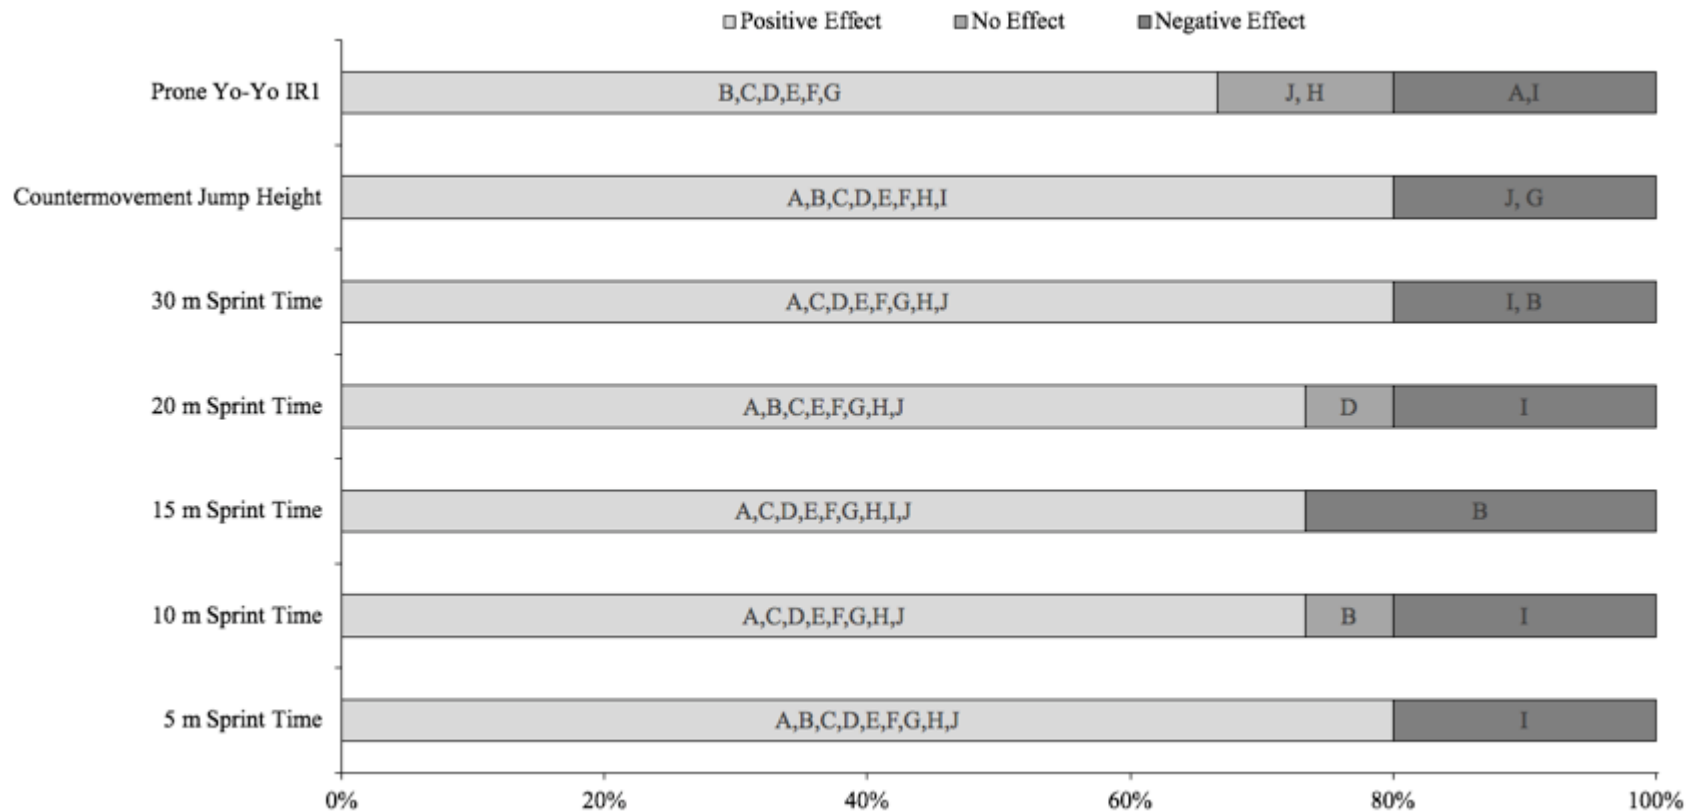 Positive Effect No Effect Negative Effect
Prone Yo-Yo IR1 B,C,D,E,F,G J, H A,I
Countermovement Jump Height A,B,C,D,E,F,H,I J, G
30 m Sprint Time A,C,D,E,F,G,H,J I, B
20 m Sprint Time A,B,C,E,F,G,H,J D I
15 m Sprint Time A,C,D,E,F,G,H,I,J B
10 m Sprint Time A,C,D,E,F,G,H,J B I
5 m Sprint Time A,B,C,D,E,F,G,H,J I
0% 20% 40% 60% 80% 100%